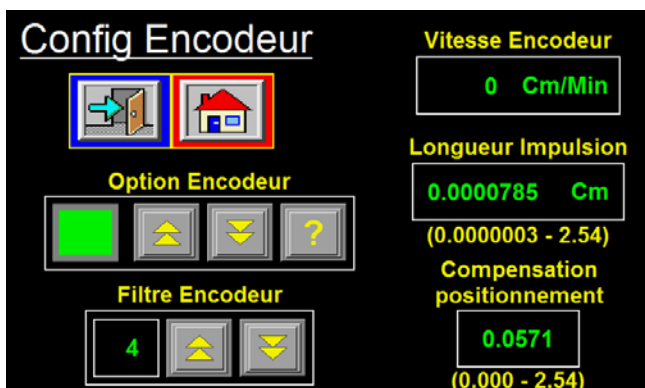 Config Encodeur
Option Encodeur
?
Filtre Encodeur
4
Vitesse Encodeur
0 Cm/Min
Longueur Impulsion
0.0000785 Cm
(0.0000003 - 2.54)
Compensation
positionnement
0.0571
(0.000 - 2.54)